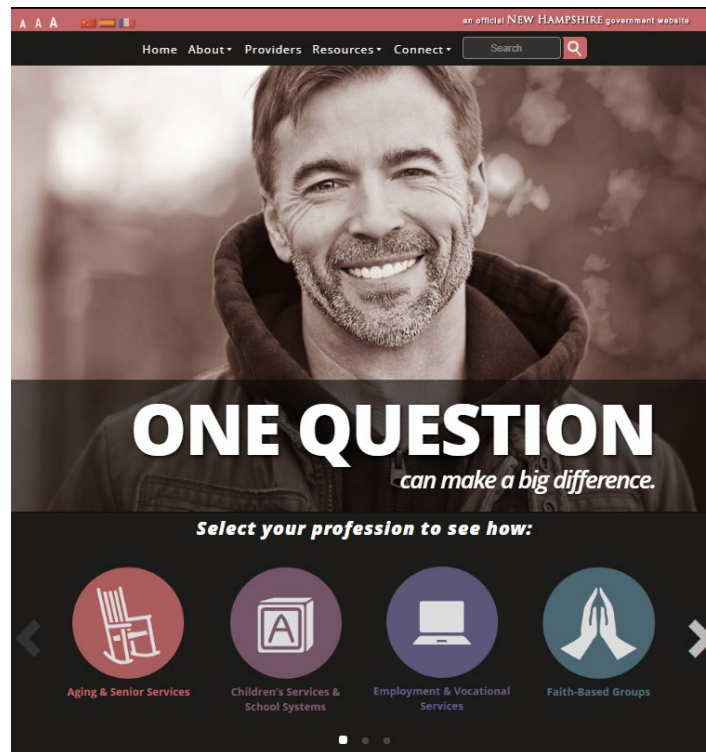 A A A
an official NEW HAMPSHIRE government website
Home About Providers Resources Connect Search
ONE QUESTION
can make a big difference.
Select your profession to see how:
A
Aging & Senior Services
Children's Services &
School Systems
Employment & Vocational
Services
Faith-Based Groups